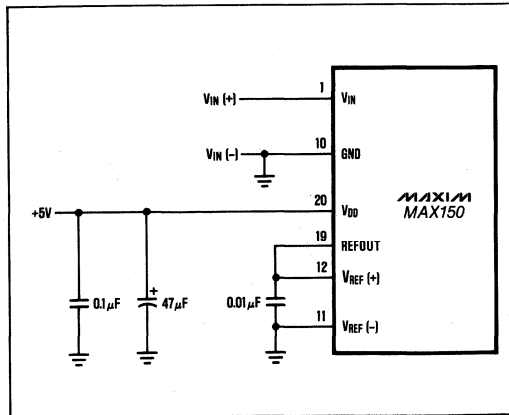 1
VIN (+)
VIN
10
VIN (−)
GND
20
+5V
VDD
MAXIM
MAX150
19
REFOUT
12
VREF (+)
0.1µF
+
47µF
0.01µF
11
VREF (−)